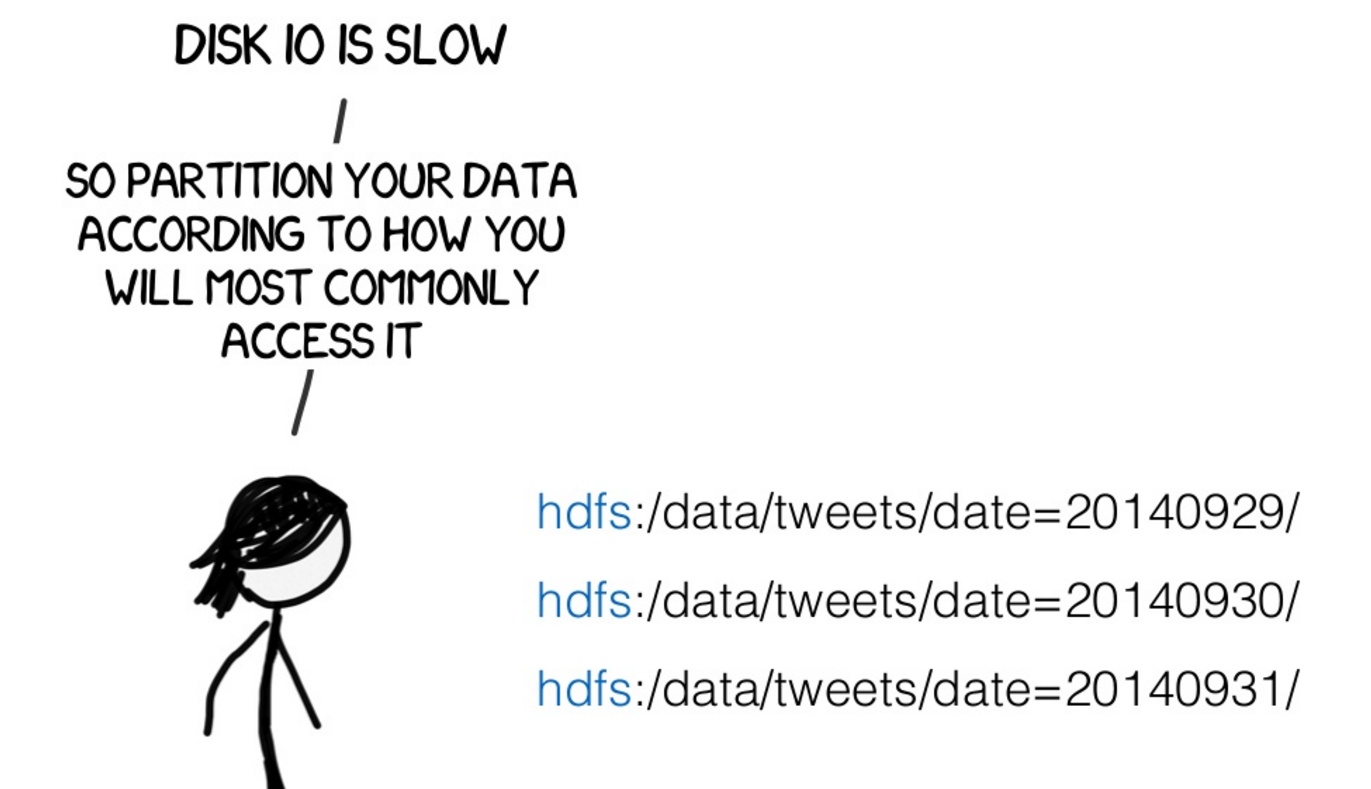 DISK IO IS SLOW
SO PARTITION YOUR DATA
ACCORDING TO HOW YOU
WILL MOST COMMONLY
ACCESS IT
hdfs:/data/tweets/date=20140929/
hdfs:/data/tweets/date=20140930/
hdfs:/data/tweets/date=20140931/